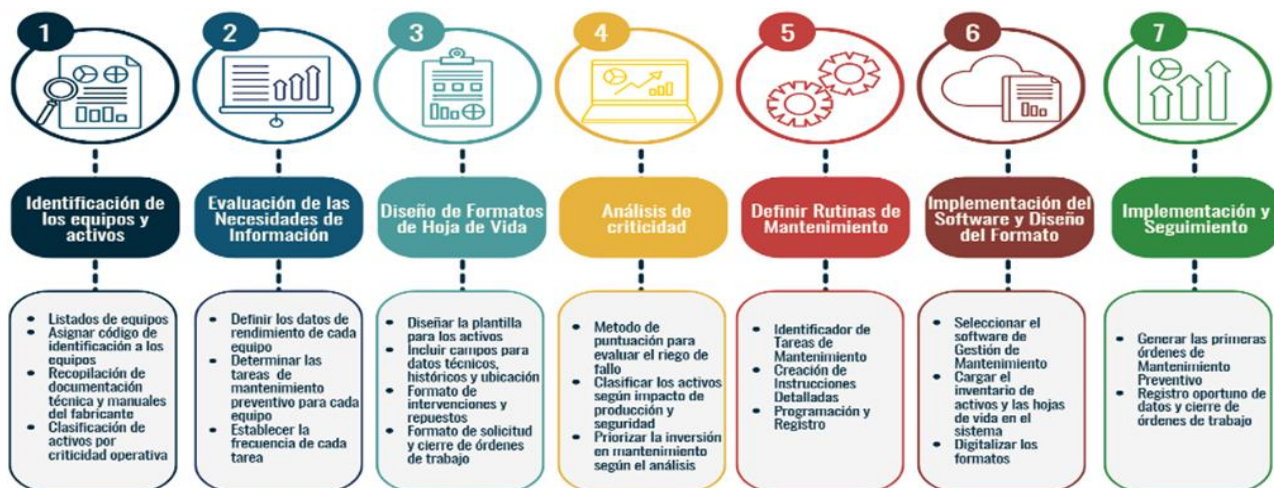 1
Identificación de
los equipos y
activos
Listados de equipos
Asignar código de
identificación a los
equipos
Recopilación de
documentación
técnica y manuales
del fabricante
Clasificación de
activos por
criticidad operativa
2
Evaluación de las
Necesidades de
Información
Definir los datos de
rendimiento de cada
equipo
Determinar las
tareas de
mantenimiento
preventivo para cada
equipo
Establecer la
frecuencia de cada
tarea
3
Diseño de Formatos
de Hoja de Vida
Diseñar la plantilla
para los activos
Incluir campos para
datos técnicos,
históricos y ubicación
Formato de
intervenciones y
repuestos
Formato de solicitud
y cierre de órdenes
de trabajo
4
Análisis de
criticidad
Metodo de
puntuación para
evaluar el riego de
fallo
Clasificar los activos
según impacto de
producción y
seguridad
Priorizar la inversión
en mantenimiento
según el análisis
5
Definir Rutinas de
Mantenimiento
Identificador de
Tareas de
Mantenimiento
Creación de
Instrucciones
Detalladas
Programación y
Registro
6
Implementación del
Software y Diseño
del Formato
Seleccionar el
software de
Gestión de
Mantenimiento
Cargar el
inventario de
activos y las hojas
de vida en el
sistema
Digitalizar los
formatos
7
Implementación y
Seguimiento
Generar las primeras
órdenes de
Mantenimiento
Preventivo
Registro oportuno de
datos y cierre de
órdenes de trabajo